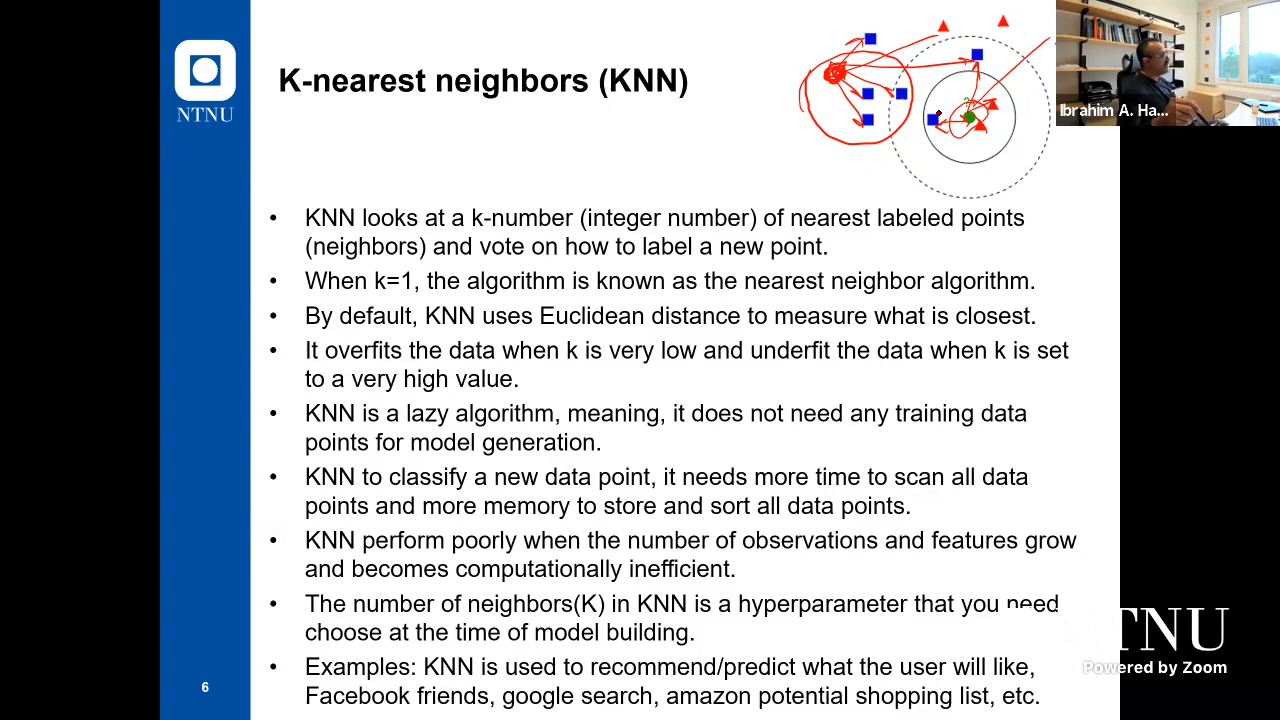 NTNU
K-nearest neighbors (KNN)
?
Ibrahim A. Ha...
• KNN looks at a k-number (integer number) of nearest labeled points
(neighbors) and vote on how to label a new point.
• When k=1, the algorithm is known as the nearest neighbor algorithm.
• By default, KNN uses Euclidean distance to measure what is closest.
• It overfits the data when k is very low and underfit the data when k is set
to a very high value.
• KNN is a lazy algorithm, meaning, it does not need any training data
points for model generation.
• KNN to classify a new data point, it needs more time to scan all data
points and more memory to store and sort all data points.
• KNN perform poorly when the number of observations and features grow
and becomes computationally inefficient.
• The number of neighbors(K) in KNN is a hyperparameter that you need
choose at the time of model building.
• Examples: KNN is used to recommend/predict what the user will like,
Facebook friends, google search, amazon potential shopping list, etc.
6
NTNU
Powered by Zoom